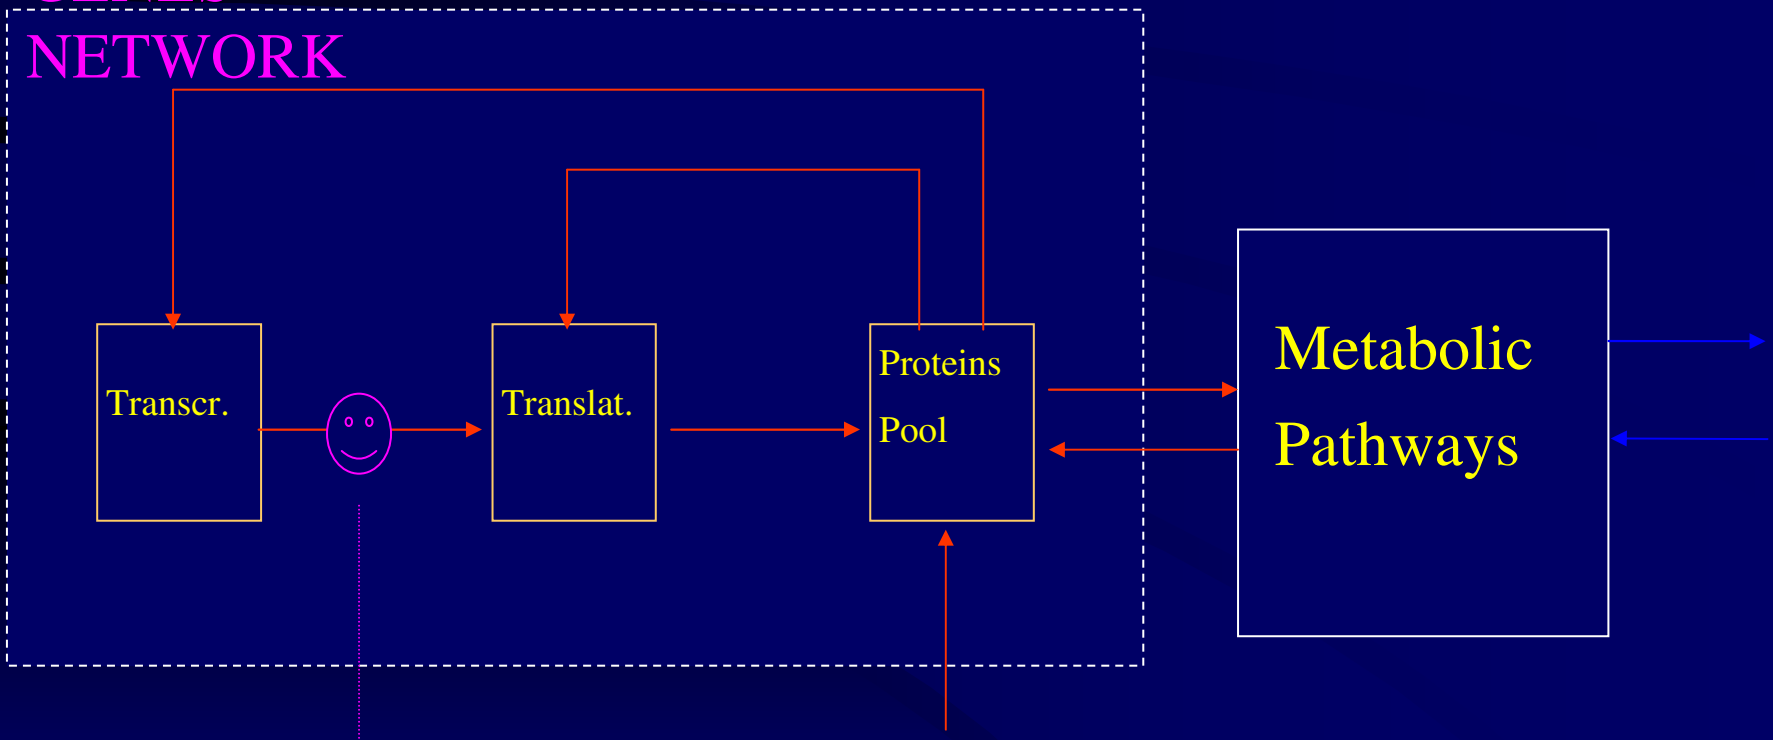 NETWORK
Transcr.
Translat.
Proteins
Pool
Metabolic
Pathways